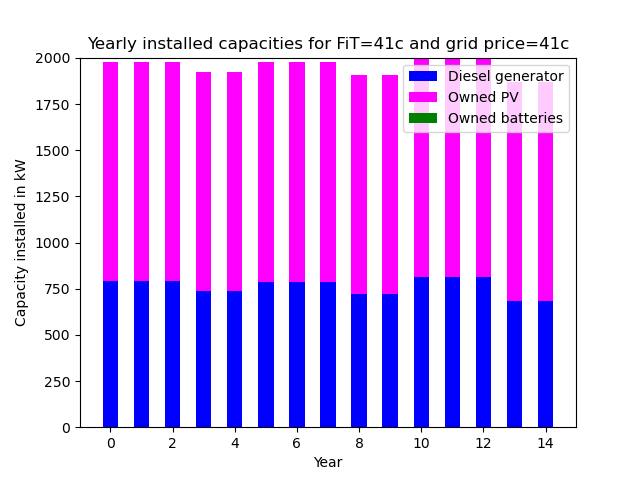 Yearly installed capacities for FiT=41c and grid price=41c
Diesel generator
Owned PV
Owned batteries
Capacity installed in kW
2000
1750
1500
1250
1000
750
500
250
0
0 2 4 6 8 10 12 14
Year